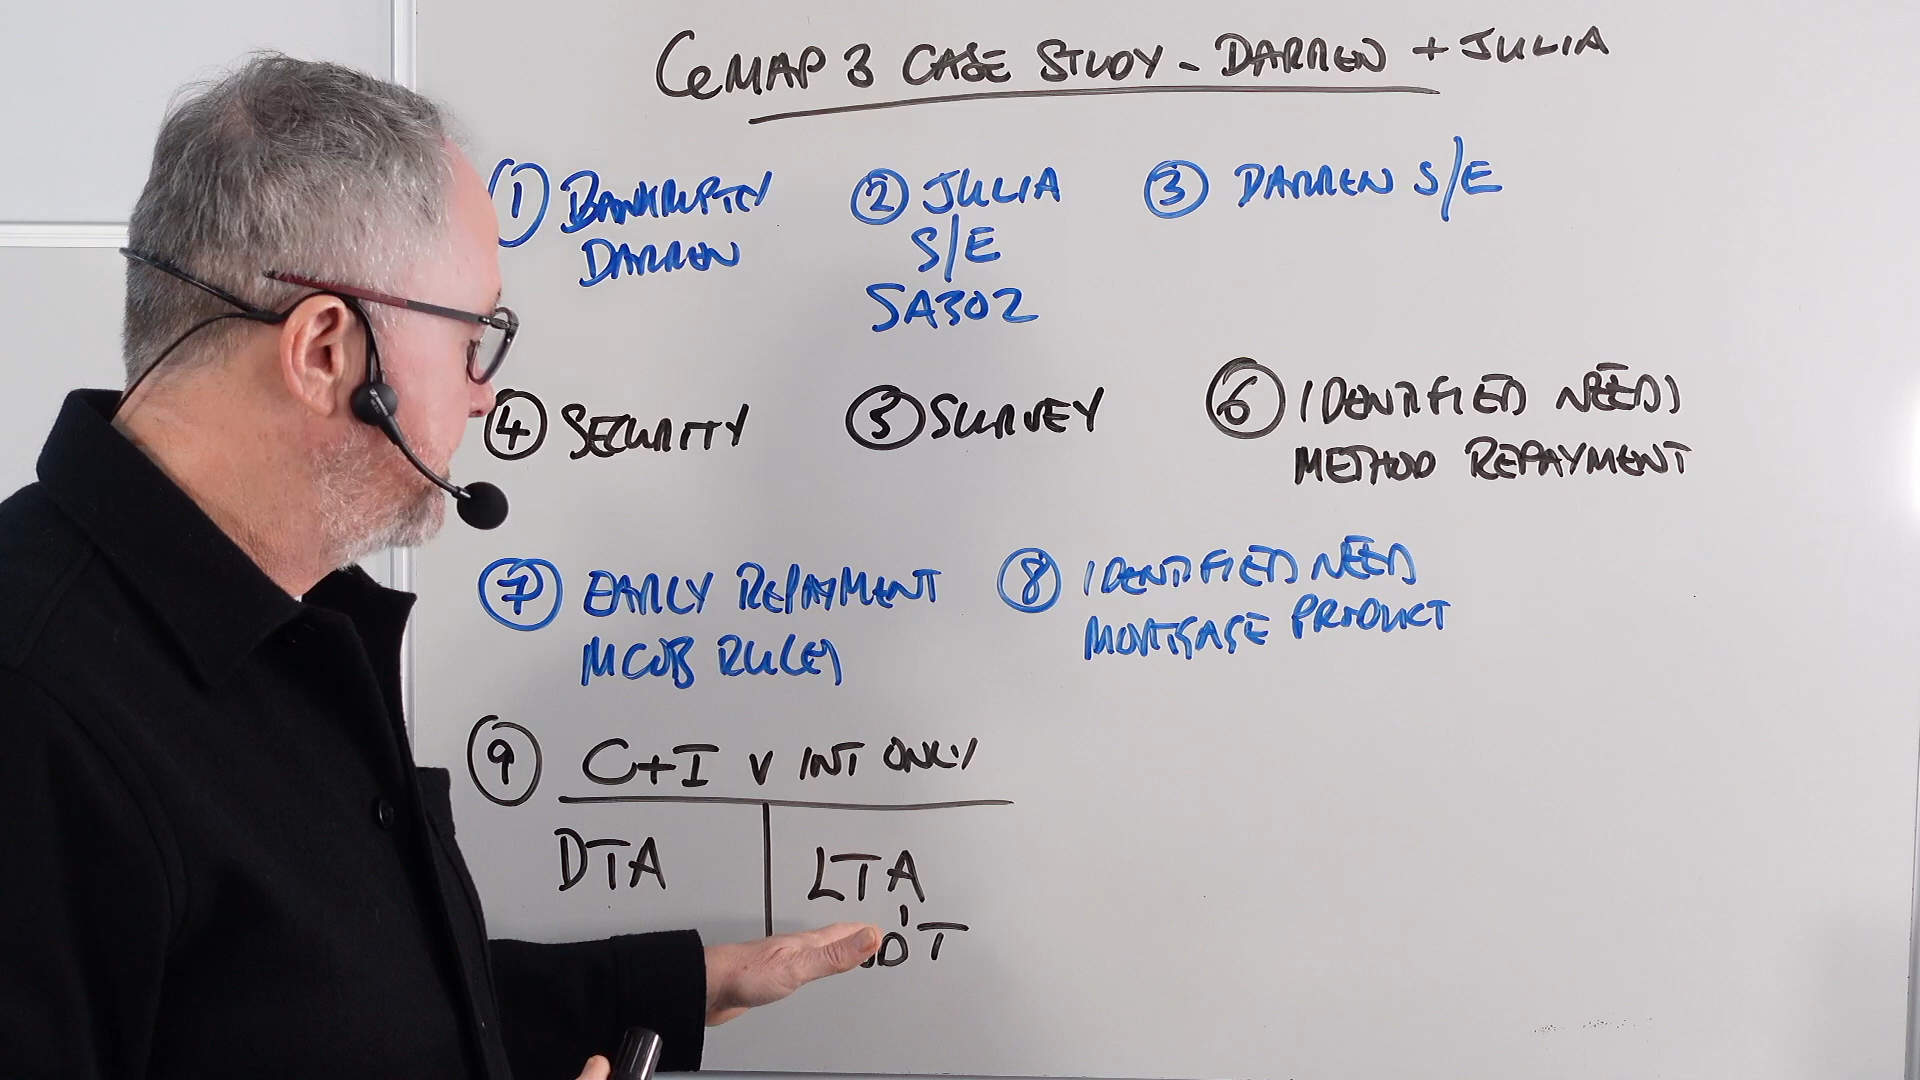 CeMAP 3 CASE STUDY - DARREN + JULIA
① BANKRUPTY
DARREN
② JULIA
S/E
SA302
③ DARREN S/E
④ SECURITY
⑤ SURVEY
⑥ IDENTIFIED NEEDS
METHOD REPAYMENT
⑦ EARLY REPAYMENT
MCOB RULES
⑧ IDENTIFIED NEED
MORTGAGE PRODUCT
⑨ C+I V INT ONLY
DTA
LTA